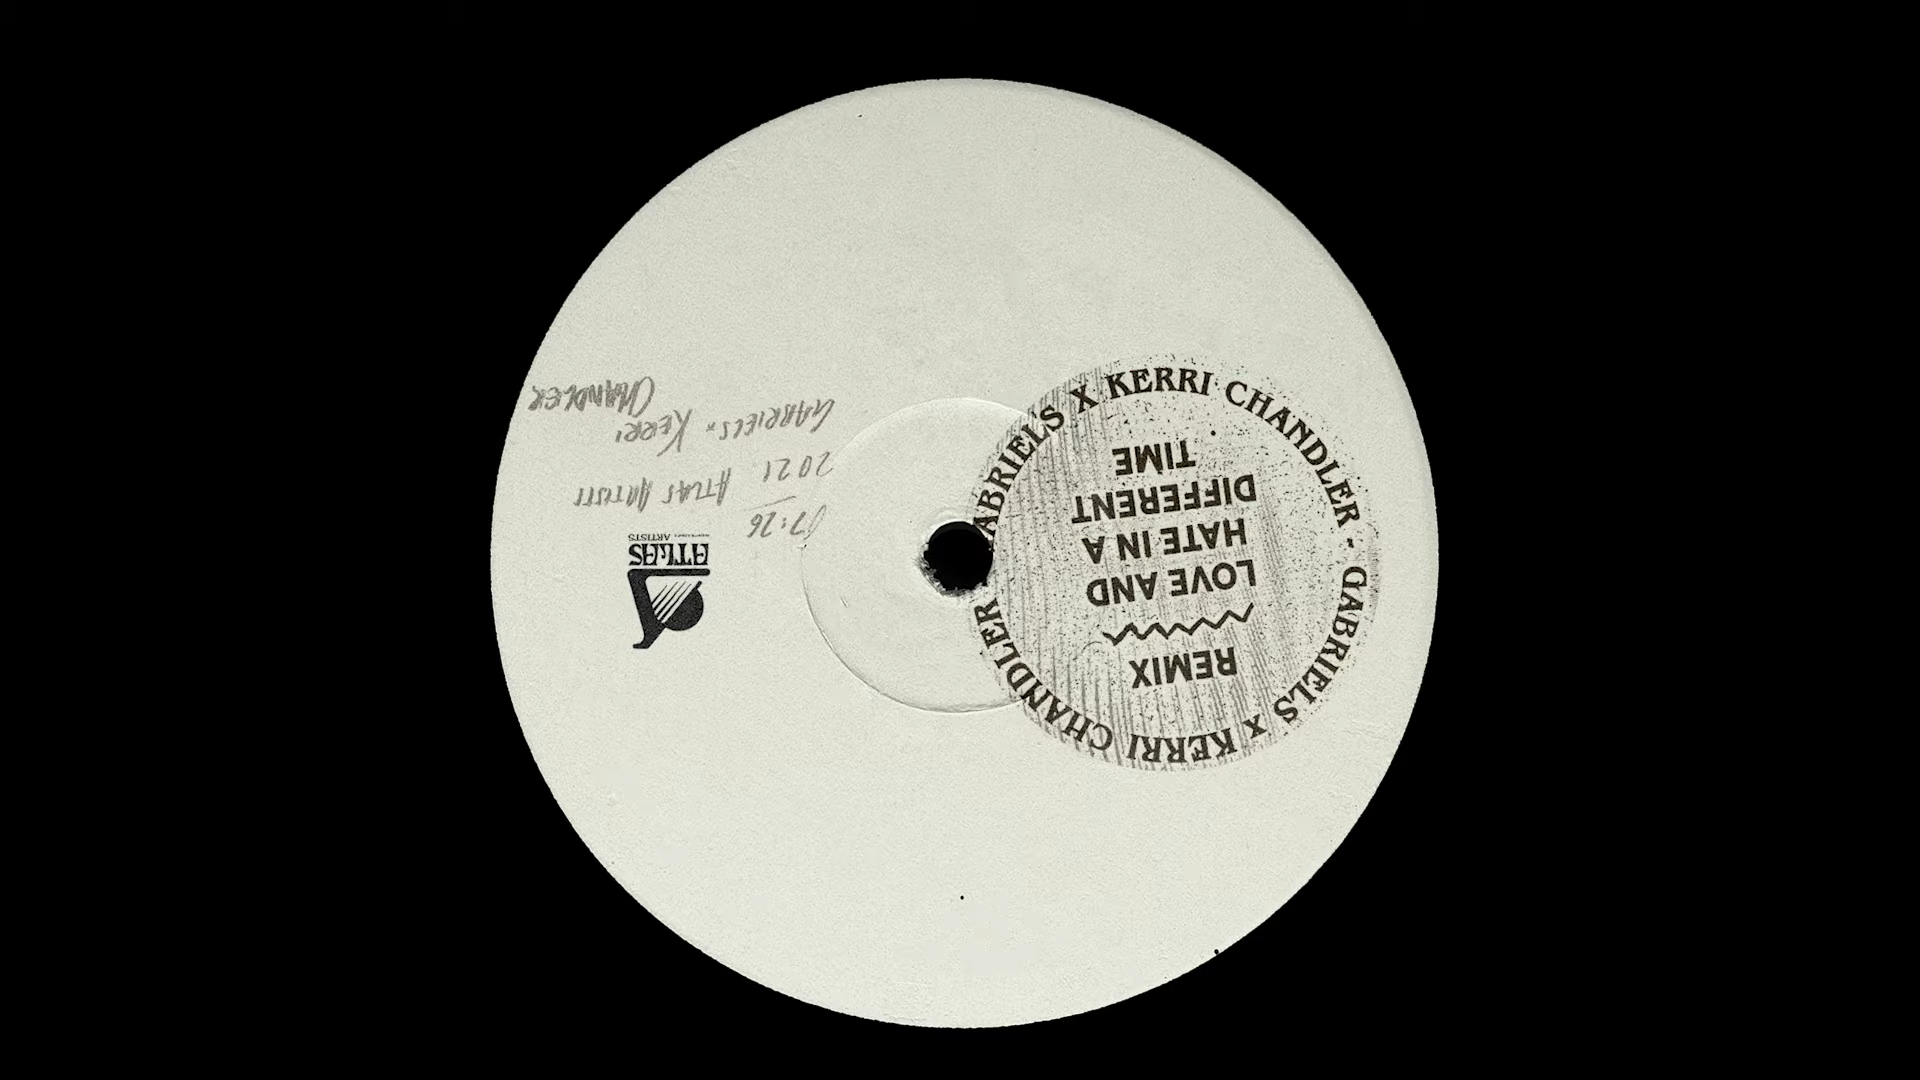 GABRIELS X KERRI CHANDLER - GABRIELS X KERRI CHANDLER
REMIX
LOVE AND
HATE IN A
DIFFERENT
TIME
ATLAS
ARTISTS
7:26
2021 ATLAS ARTISTS
GABRIELS x KERRI
CHANDLER